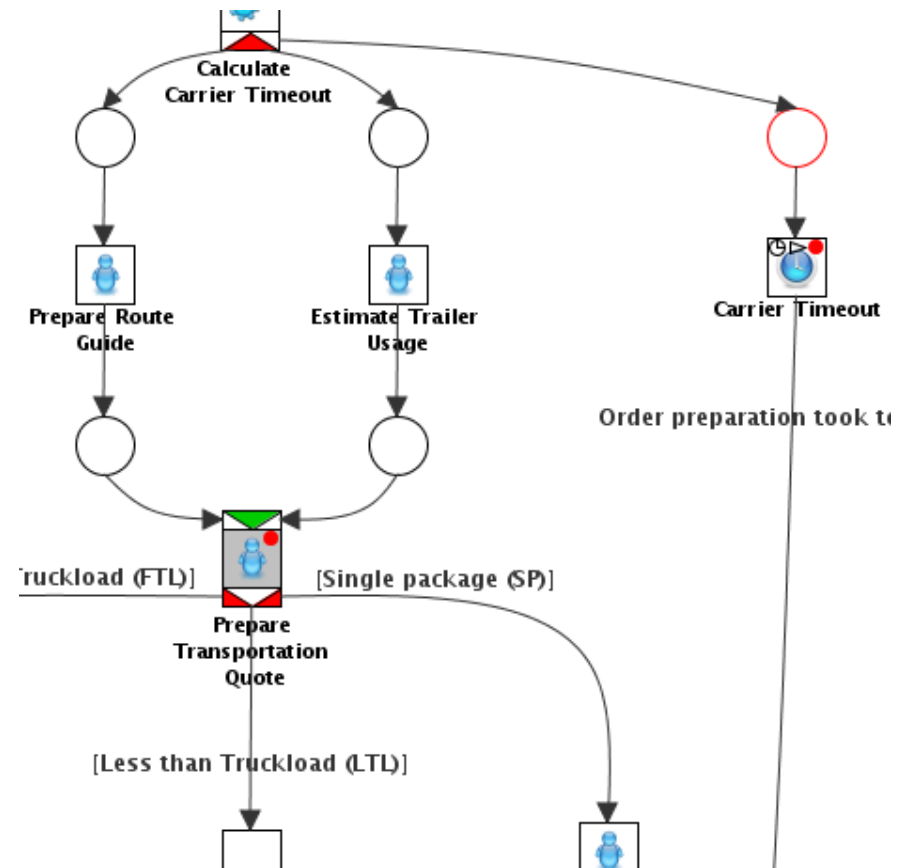 Calculate
Carrier Timeout
Prepare Route
Guide
Estimate Trailer
Usage
Carrier Timeout
Order preparation took
(FTL)]
[Single package (SP)]
Prepare
Transportation
Quote
[Less than Truckload (LTL)]